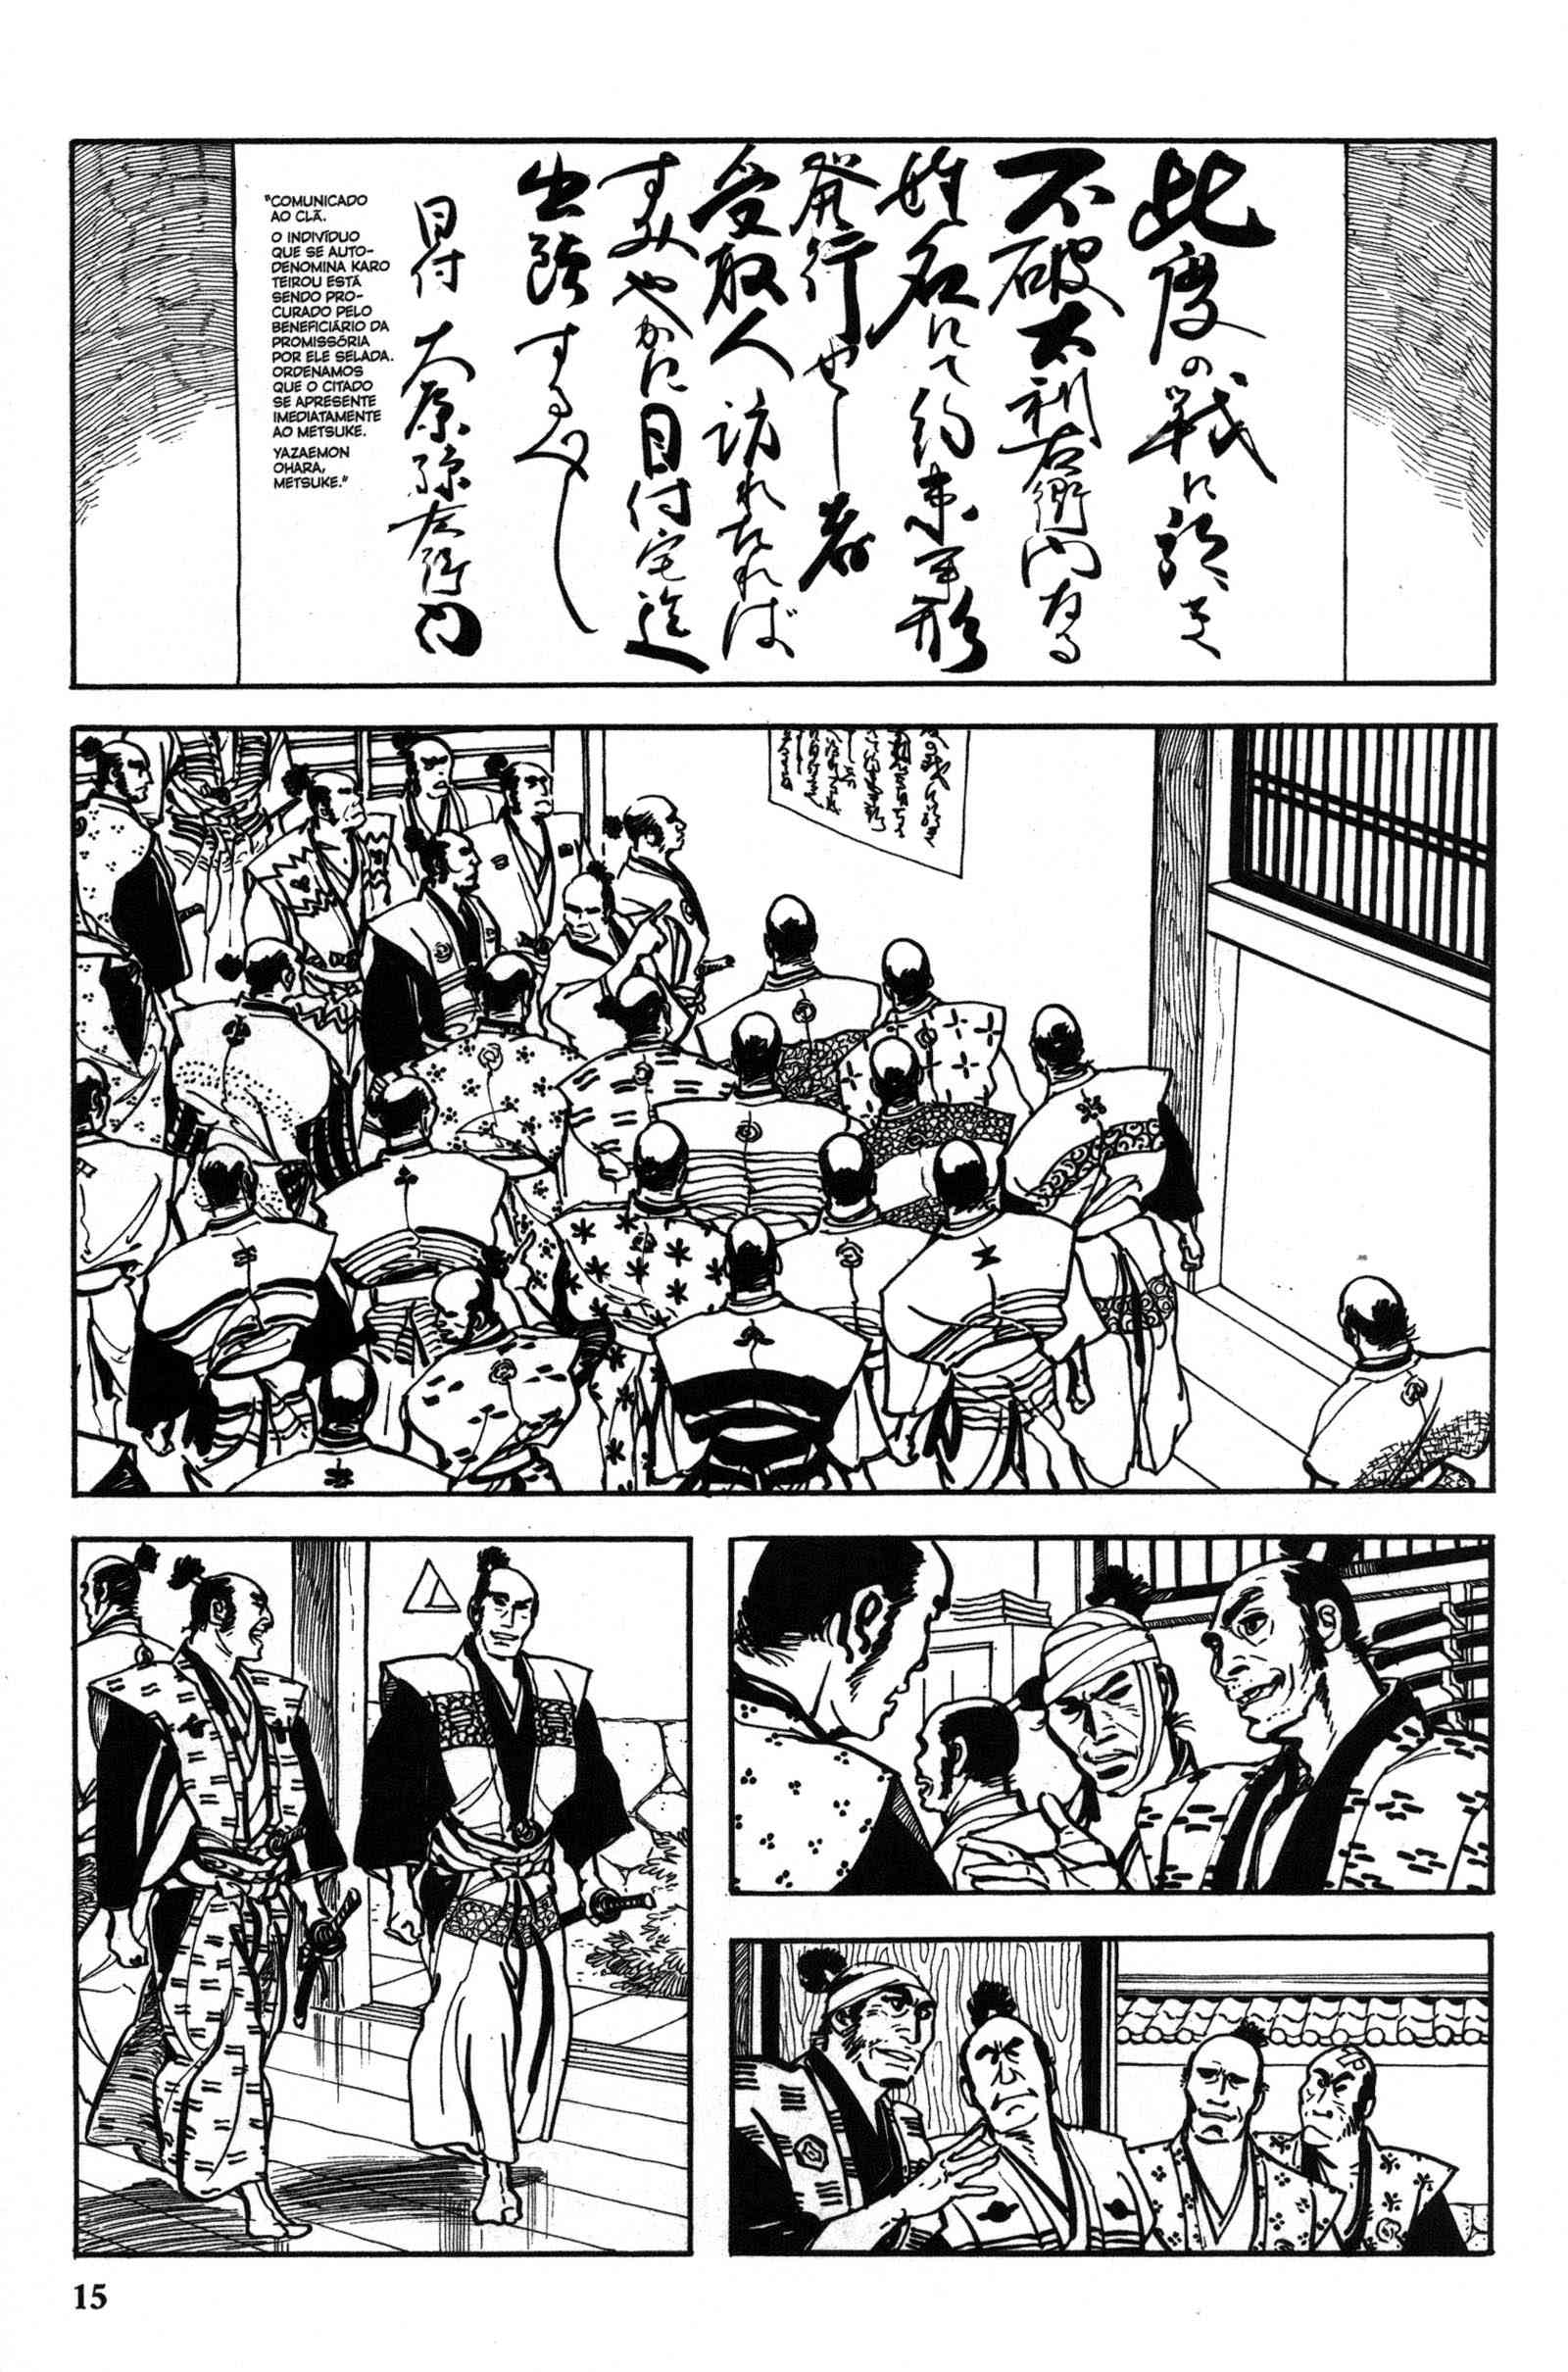 此度の戦に於き
不破太利右衛門なる
姓名にて約束手形
発行せし者
受取人訪れたれば
すみやかに目付宅迄
出頭するべし
目付 大原弥左衛門
"COMUNICADO
AO CLÃ.
O INDIVÍDUO
QUE SE AUTO-
DENOMINA KARO
TEIROU ESTÁ
SENDO PRO-
CURADO PELO
BENEFICIÁRIO DA
PROMISSÓRIA
POR ELE SELADA.
ORDENAMOS
QUE O CITADO
SE APRESENTE
IMEDIATAMENTE
AO METSUKE.
YAZAEMON
OHARA,
METSUKE."
15